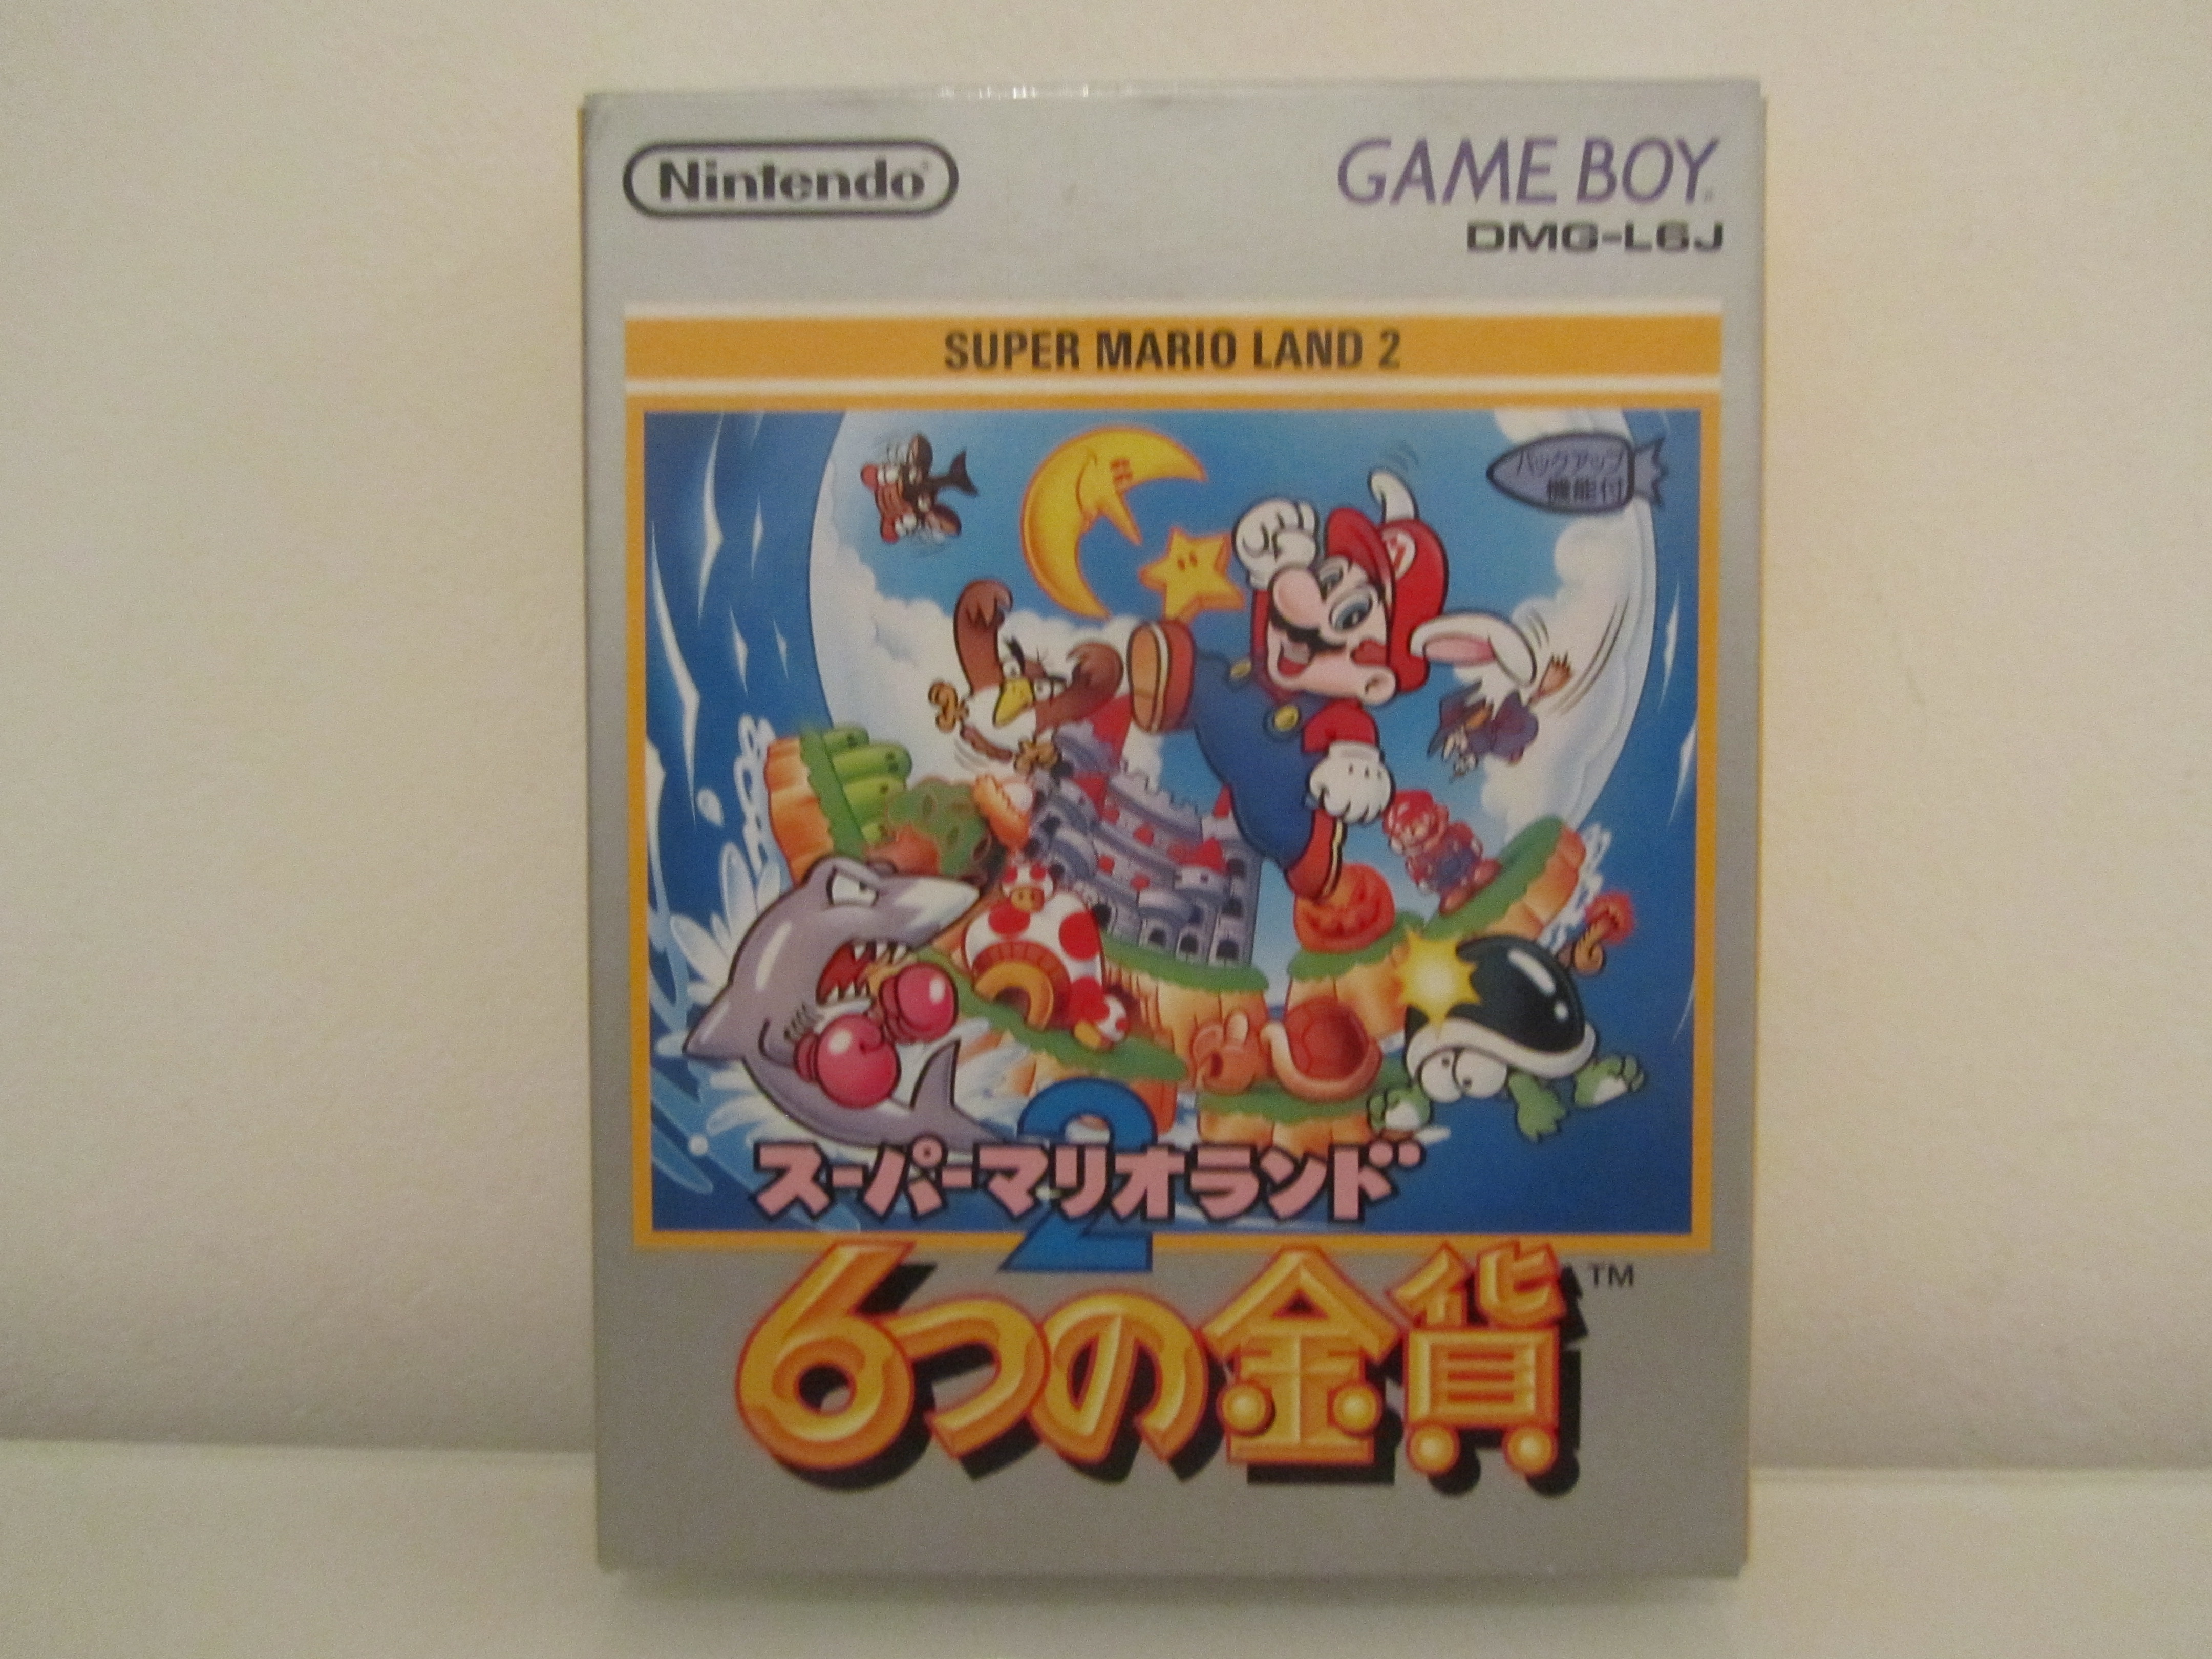 Nintendo
GAME BOY
DMG-L6J
SUPER MARIO LAND 2
バックアップ
機能付
スーパーマリオランド
2
6つの金貨
TM